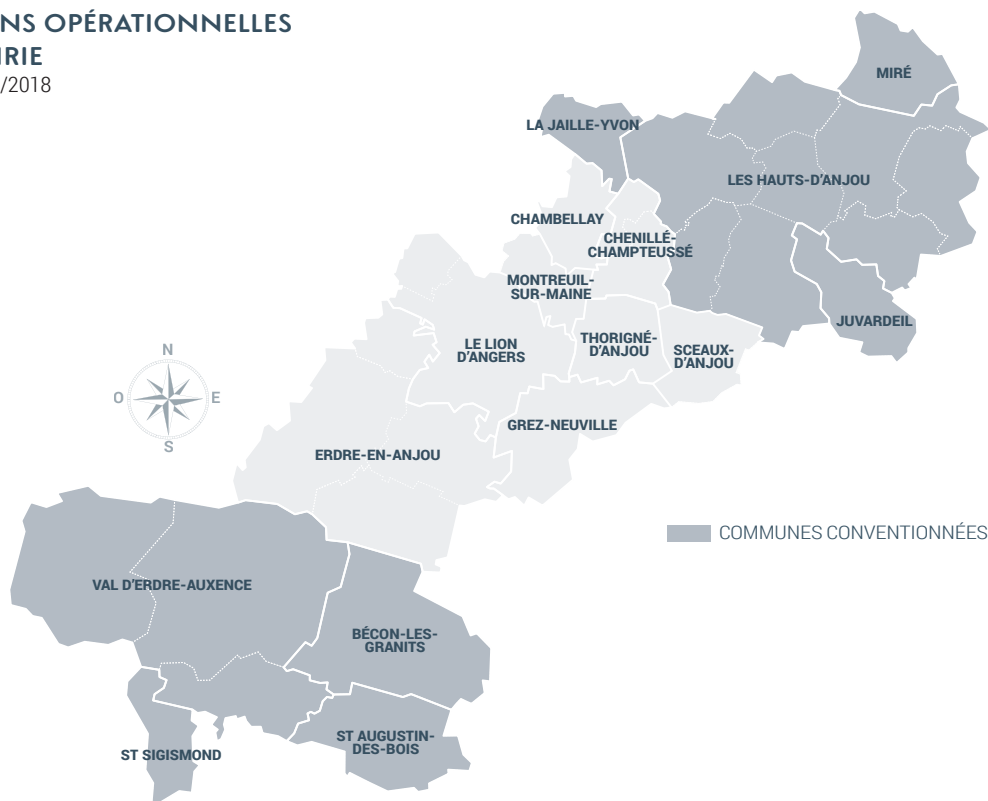 NS OPÉRATIONNELLES
IRIE
/2018
MIRÉ
LA JAILLE-YVON
LES HAUTS-D'ANJOU
CHAMBELLAY
CHENILLÉ-
CHAMPTEUSSÉ
MONTREUIL-
SUR-MAINE
JUVARDEIL
LE LION
D'ANGERS
THORIGNÉ-
D'ANJOU
SCEAUX-
D'ANJOU
N
O
E
S
GREZ-NEUVILLE
ERDRE-EN-ANJOU
COMMUNES CONVENTIONNÉES
VAL D'ERDRE-AUXENCE
BÉCON-LES-
GRANITS
ST AUGUSTIN-
DES-BOIS
ST SIGISMOND